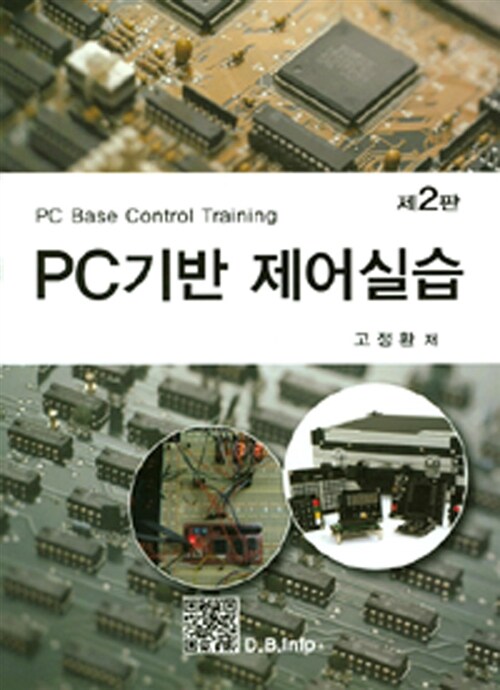 제2판
PC Base Control Training
PC기반 제어실습
고정환 저
D.B.Info